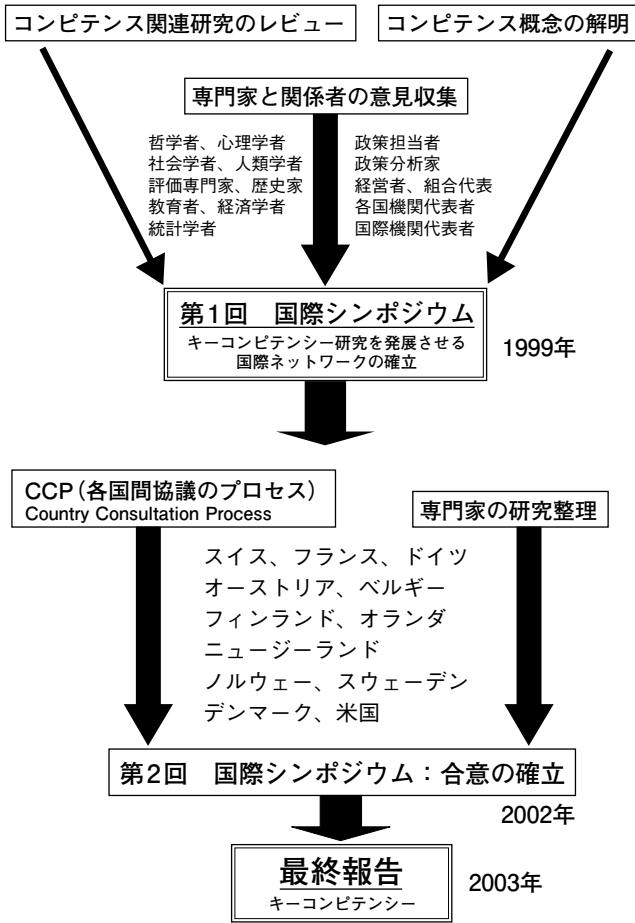 コンピテンス関連研究のレビュー
コンピテンス概念の解明
専門家と関係者の意見収集
哲学者、心理学者
社会学者、人類学者
評価専門家、歴史家
教育者、経済学者
統計学者
政策担当者
政策分析家
経営者、組合代表
各国機関代表者
国際機関代表者
第1回　国際シンポジウム
キーコンピテンシー研究を発展させる
国際ネットワークの確立
1999年
CCP（各国間協議のプロセス）
Country Consultation Process
専門家の研究整理
スイス、フランス、ドイツ
オーストリア、ベルギー
フィンランド、オランダ
ニュージーランド
ノルウェー、スウェーデン
デンマーク、米国
第2回　国際シンポジウム：合意の確立
2002年
最終報告
キーコンピテンシー
2003年